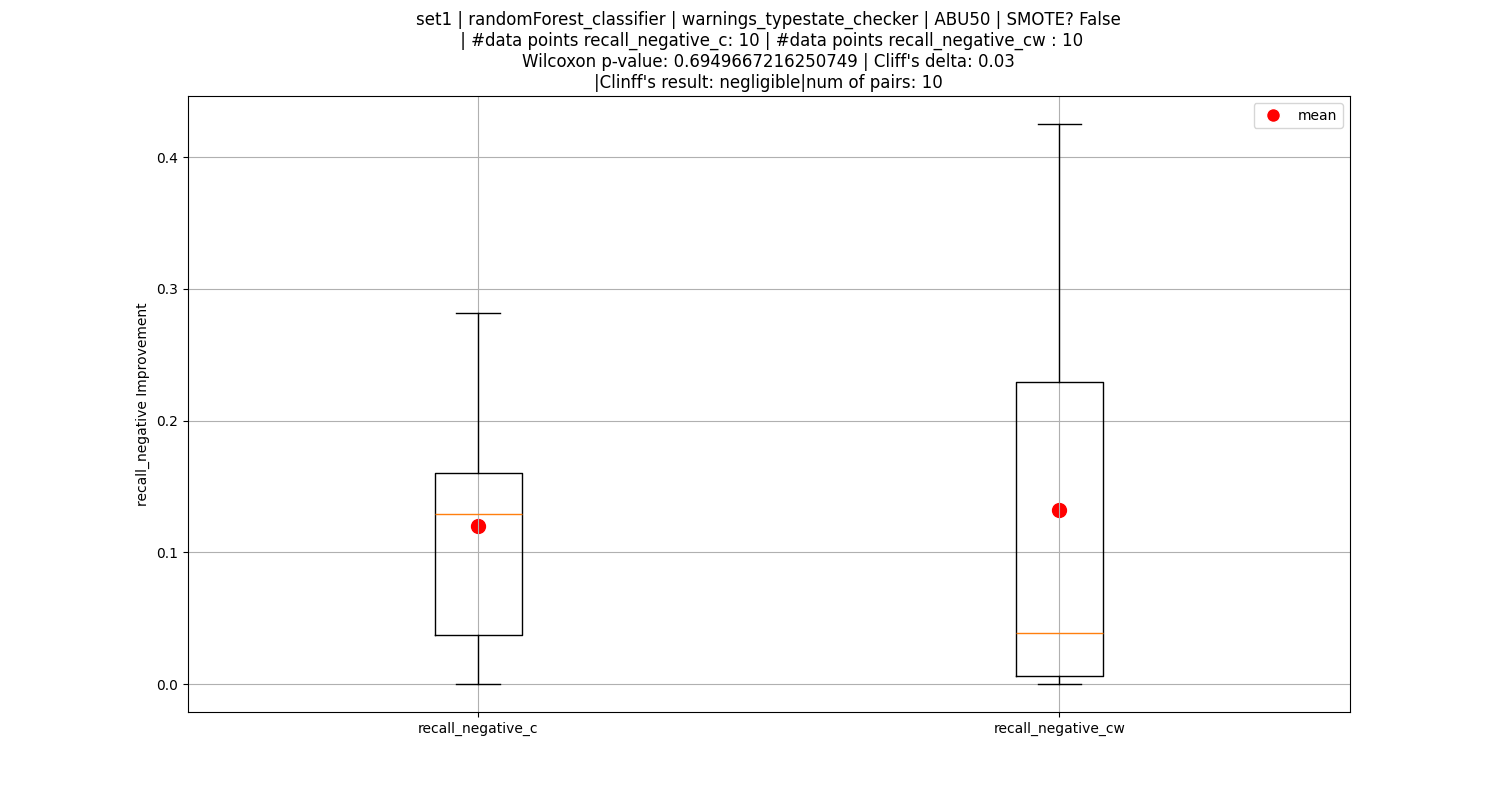 set1 | randomForest_classifier | warnings_typestate_checker | ABU50 | SMOTE? False
| #data points recall_negative_c: 10 | #data points recall_negative_cw : 10
Wilcoxon p-value: 0.6949667216250749 | Cliff's delta: 0.03
|Clinff's result: negligible|num of pairs: 10
mean
0.4
0.3
0.2
0.1
0.0
recall_negative Improvement
recall_negative_c
recall_negative_cw